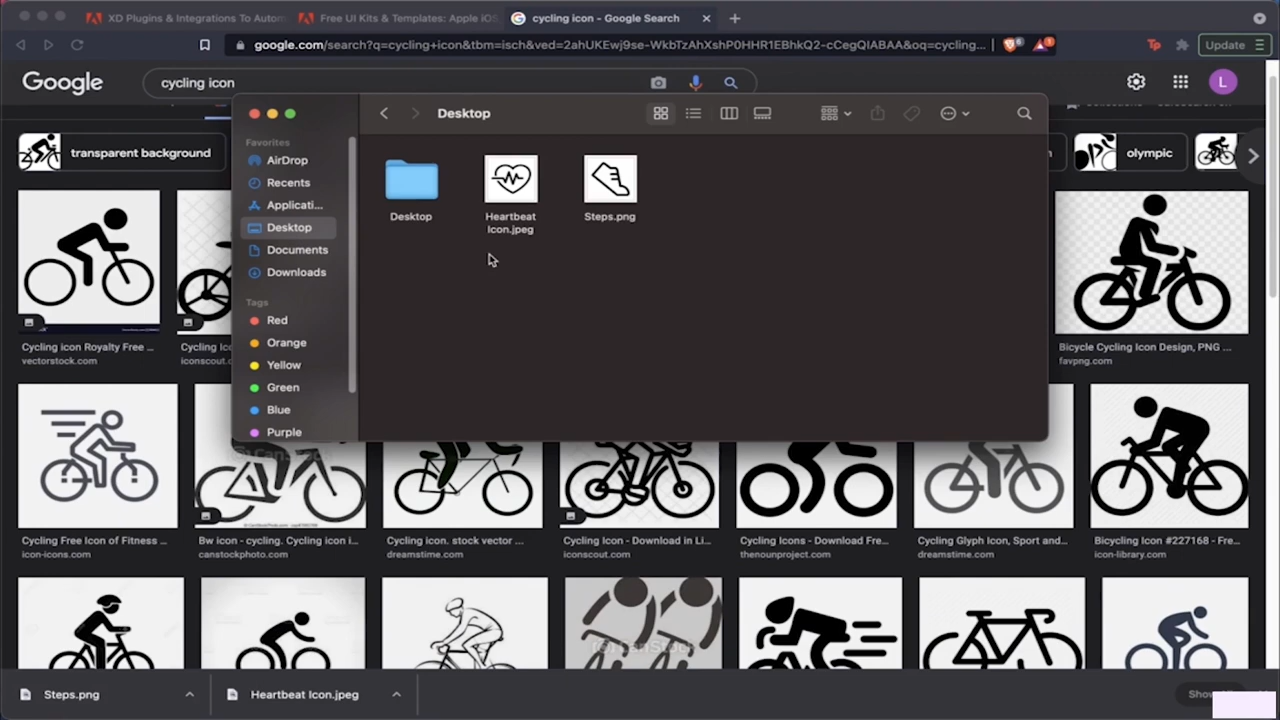 XD Plugins & Integrations To Autom
Free UI Kits & Templates: Apple iOS
cycling icon - Google Search
google.com/search?q=cycling+icon&tbm=isch&ved=2ahUKEwj9se-WkbTzAhXshP0HHR1EBhkQ2-cCegQIABAA&oq=cycling...
Update
Google
cycling icon
L
Desktop
transparent background
olympic
Favorites
AirDrop
Recents
Applicati...
Desktop
Documents
Downloads
Tags
Red
Orange
Yellow
Green
Blue
Purple
Desktop
Heartbeat
Icon.jpeg
Steps.png
Cycling icon Royalty Free ...
vectorstock.com
Cycling Ic
iconscout.c
Bicycle Cycling Icon Design, PNG ...
favpng.com
Cycling Free Icon of Fitness ...
icon-icons.com
Bw icon - cycling. Cycling icon i...
canstockphoto.com
Cycling icon. stock vector ...
dreamstime.com
Cycling Icon - Download in Li...
iconscout.com
Cycling Icons - Download Fre...
thenounproject.com
Cycling Glyph Icon, Sport and...
dreamstime.com
Bicycling Icon #227168 - Fre...
icon-library.com
Steps.png
Heartbeat Icon.jpeg